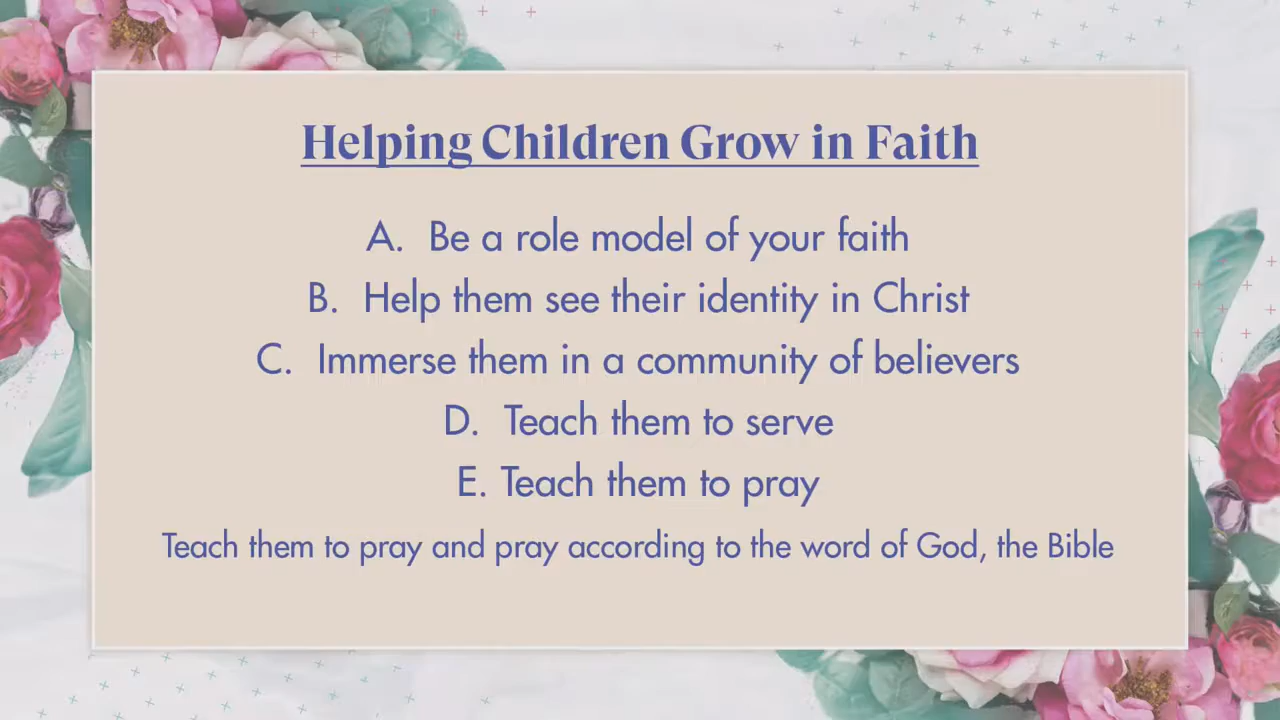 Helping Children Grow in Faith
A. Be a role model of your faith
B. Help them see their identity in Christ
C. Immerse them in a community of believers
D. Teach them to serve
E. Teach them to pray
Teach them to pray and pray according to the word of God, the Bible